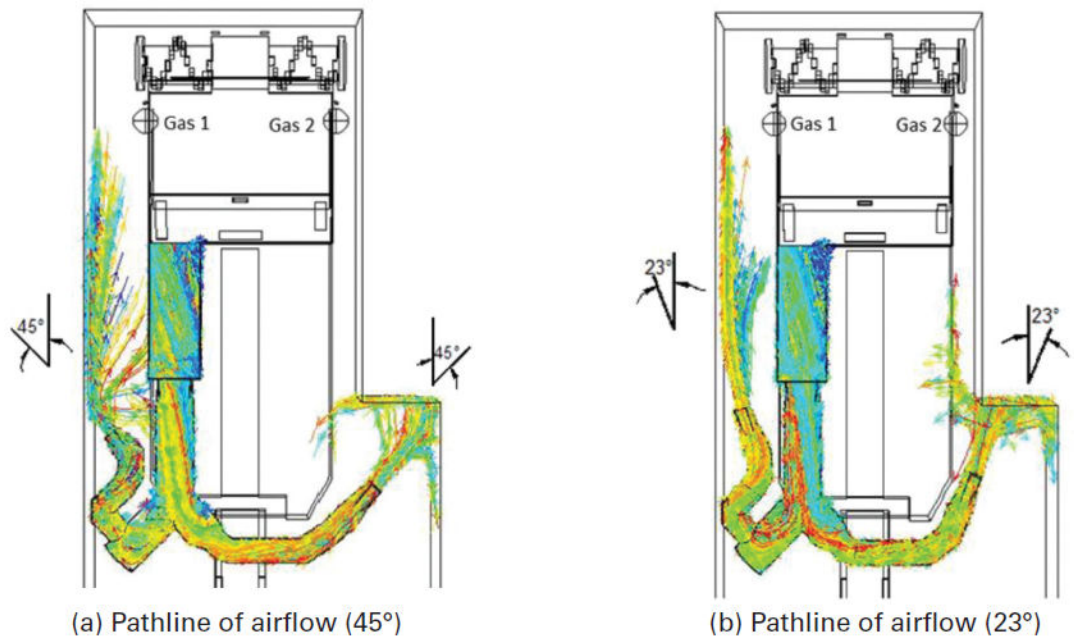 Gas 1 Gas 2
Gas 1 Gas 2
45°
45°
23°
23°
(a) Pathline of airflow (45°)
(b) Pathline of airflow (23°)